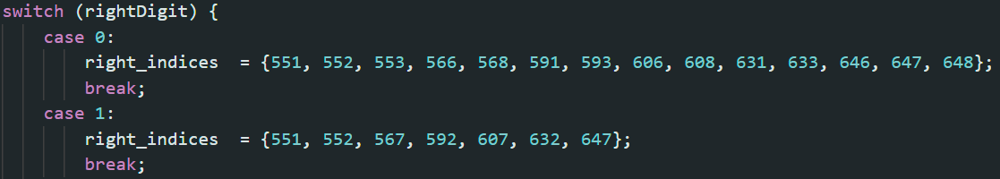 switch (rightDigit) {
case 0:
right_indices  = {551, 552, 553, 566, 568, 591, 593, 606, 608, 631, 633, 646, 647, 648};
break;
case 1:
right_indices  = {551, 552, 567, 592, 607, 632, 647};
break;